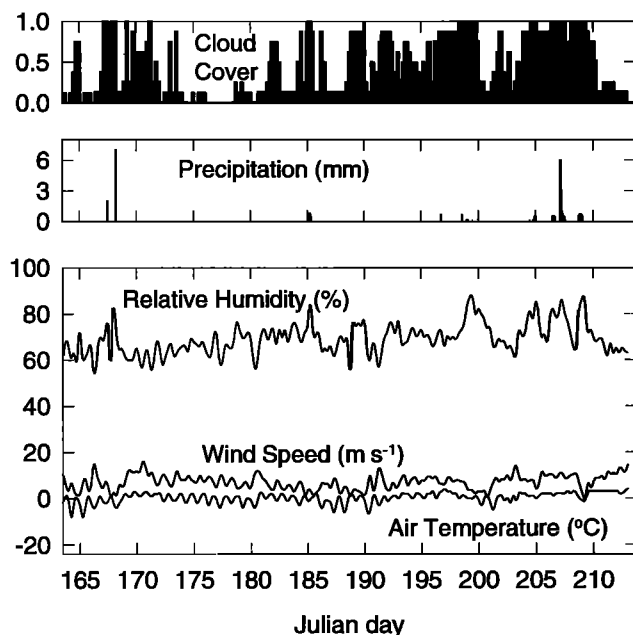 1.0
Cloud
0.5
Cover
0.0
6
Precipitation (mm)
3
0
100
Relative Humidity (%)
80
60
40
20
Wind Speed (m s⁻¹)
0
Air Temperature (ºC)
-20
165 170 175 180 185 190 195 200 205 210
Julian day